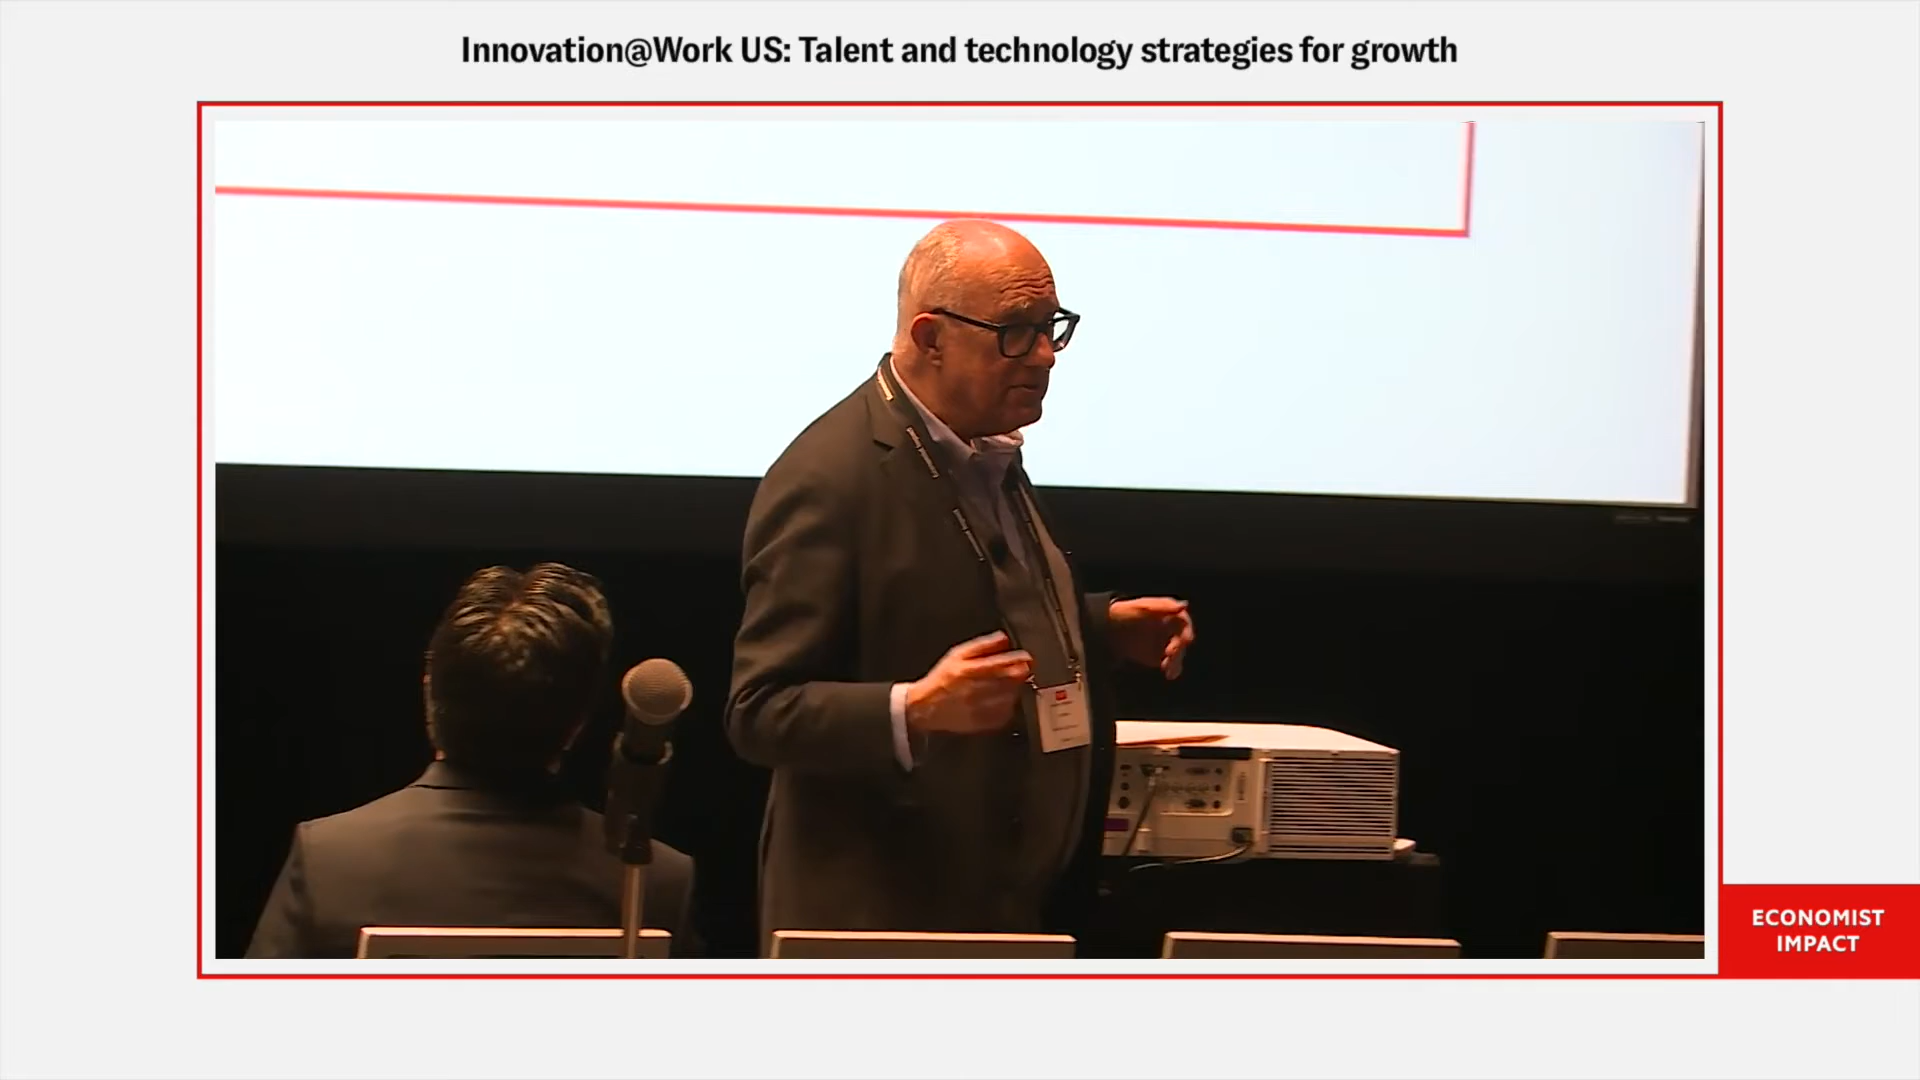 Innovation@Work US: Talent and technology strategies for growth
ECONOMIST
IMPACT